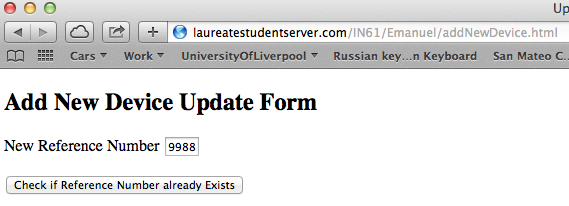 Up
laureatestudentserver.com/IN61/Emanuel/addNewDevice.html
Cars Work UniversityOfLiverpool Russian key...n Keyboard San Mateo C...
Add New Device Update Form
New Reference Number 9988
Check if Reference Number already Exists